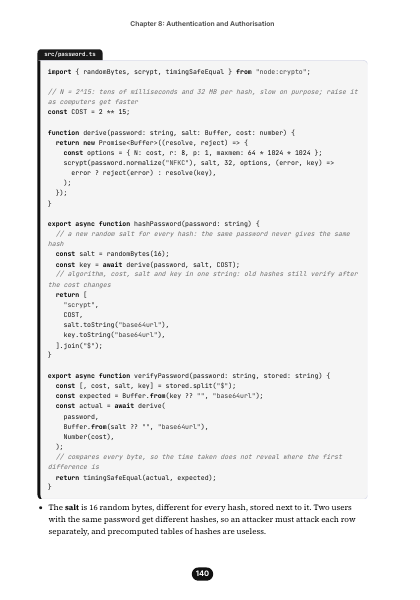 Chapter 8: Authentication and Authorisation
src/password.ts
import { randomBytes, scrypt, timingSafeEqual } from "node:crypto";
// N = 2^15: tens of milliseconds and 32 MB per hash, slow on purpose; raise it
as computers get faster
const COST = 2 ** 15;
function derive(password: string, salt: Buffer, cost: number) {
return new Promise<Buffer>((resolve, reject) => {
const options = { N: cost, r: 8, p: 1, maxmem: 64 * 1024 * 1024 };
scrypt(password.normalize("NFKC"), salt, 32, options, (error, key) =>
error ? reject(error) : resolve(key),
);
});
}
export async function hashPassword(password: string) {
// a new random salt for every hash: the same password never gives the same
hash
const salt = randomBytes(16);
const key = await derive(password, salt, COST);
// algorithm, cost, salt and key in one string: old hashes still verify after
the cost changes
return [
"scrypt",
COST,
salt.toString("base64url"),
key.toString("base64url"),
].join("$");
}
export async function verifyPassword(password: string, stored: string) {
const [, cost, salt, key] = stored.split("$");
const expected = Buffer.from(key ?? "", "base64url");
const actual = await derive(
password,
Buffer.from(salt ?? "", "base64url"),
Number(cost),
);
// compares every byte, so the time taken does not reveal where the first
difference is
return timingSafeEqual(actual, expected);
}
• The salt is 16 random bytes, different for every hash, stored next to it. Two users
with the same password get different hashes, so an attacker must attack each row
separately, and precomputed tables of hashes are useless.
140